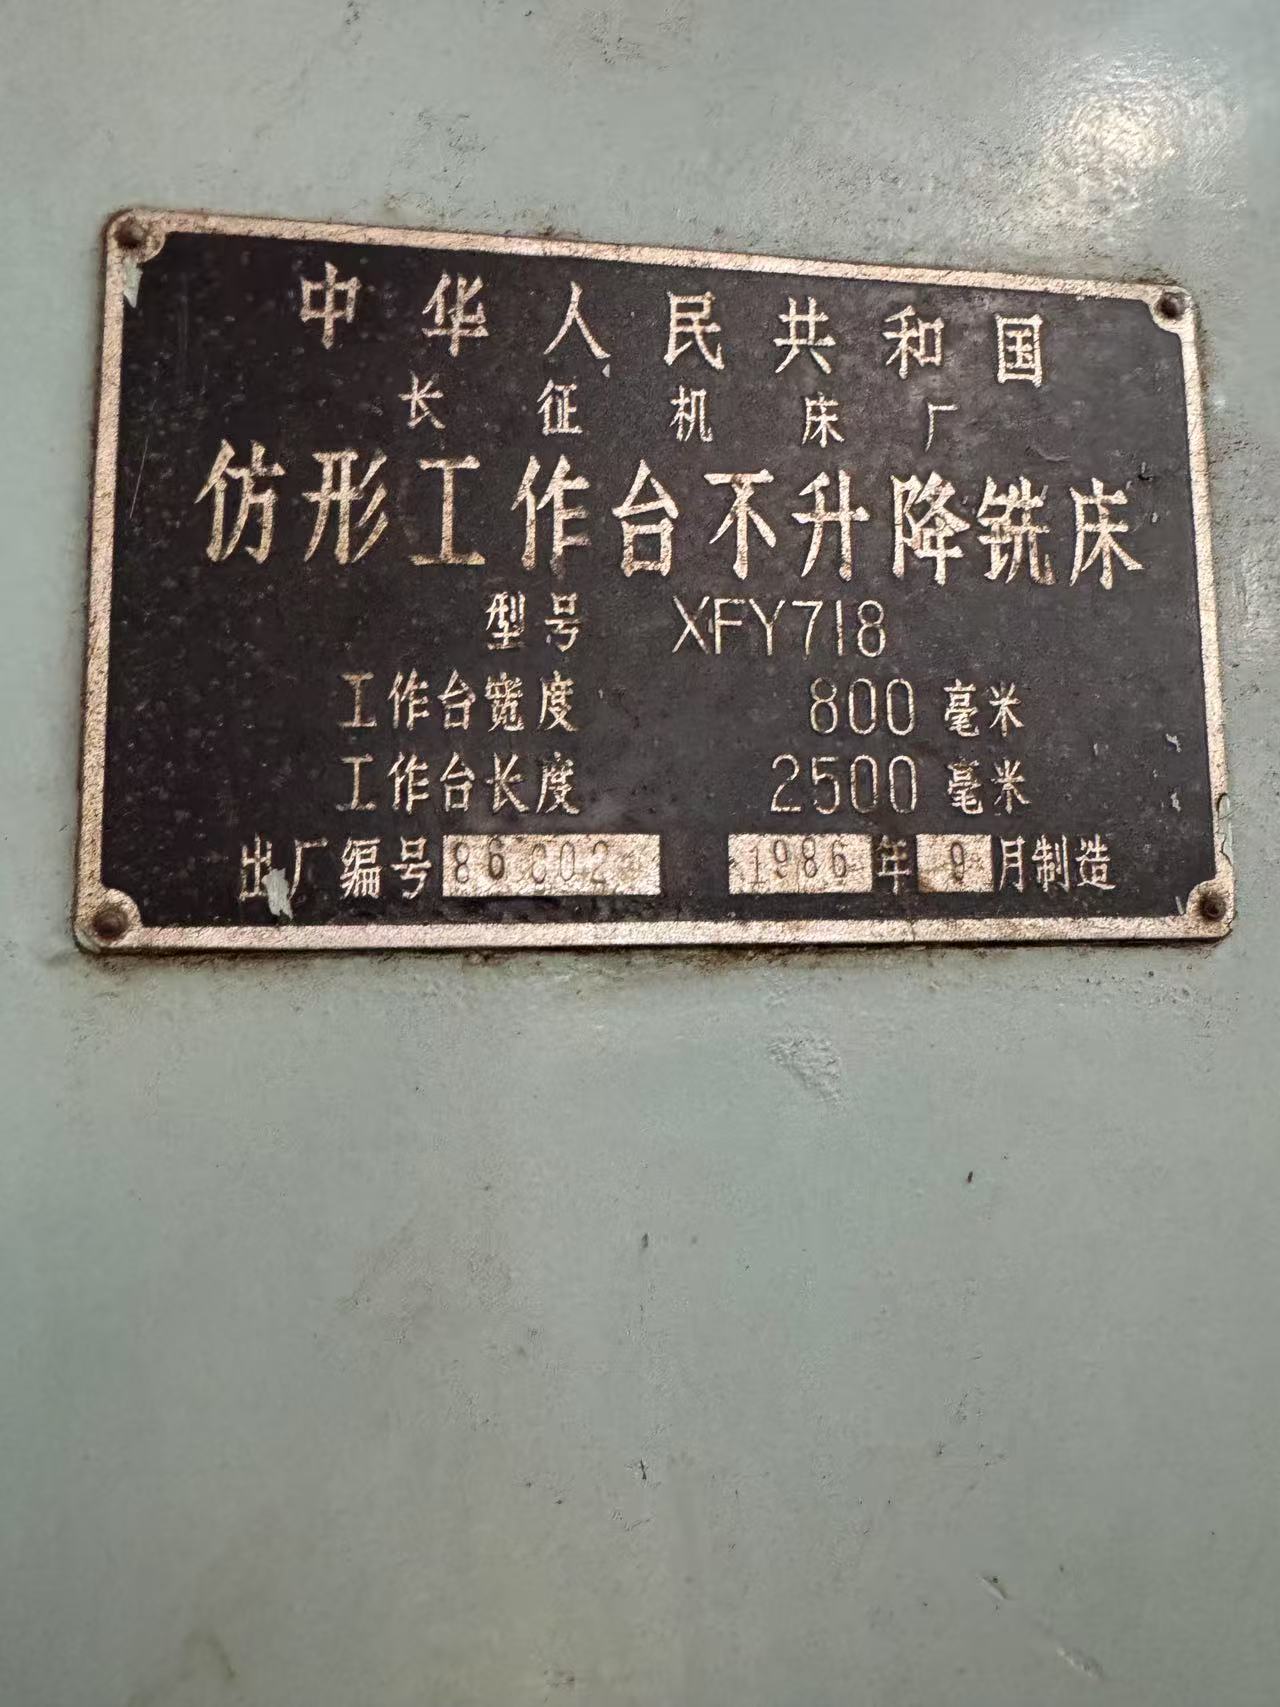 中华人民共和国
长征机床厂
仿形工作台不升降铣床
型号 XFY718
工作台宽度 800 毫米
工作台长度 2500 毫米
出厂编号 86 802 1986 年 9 月制造